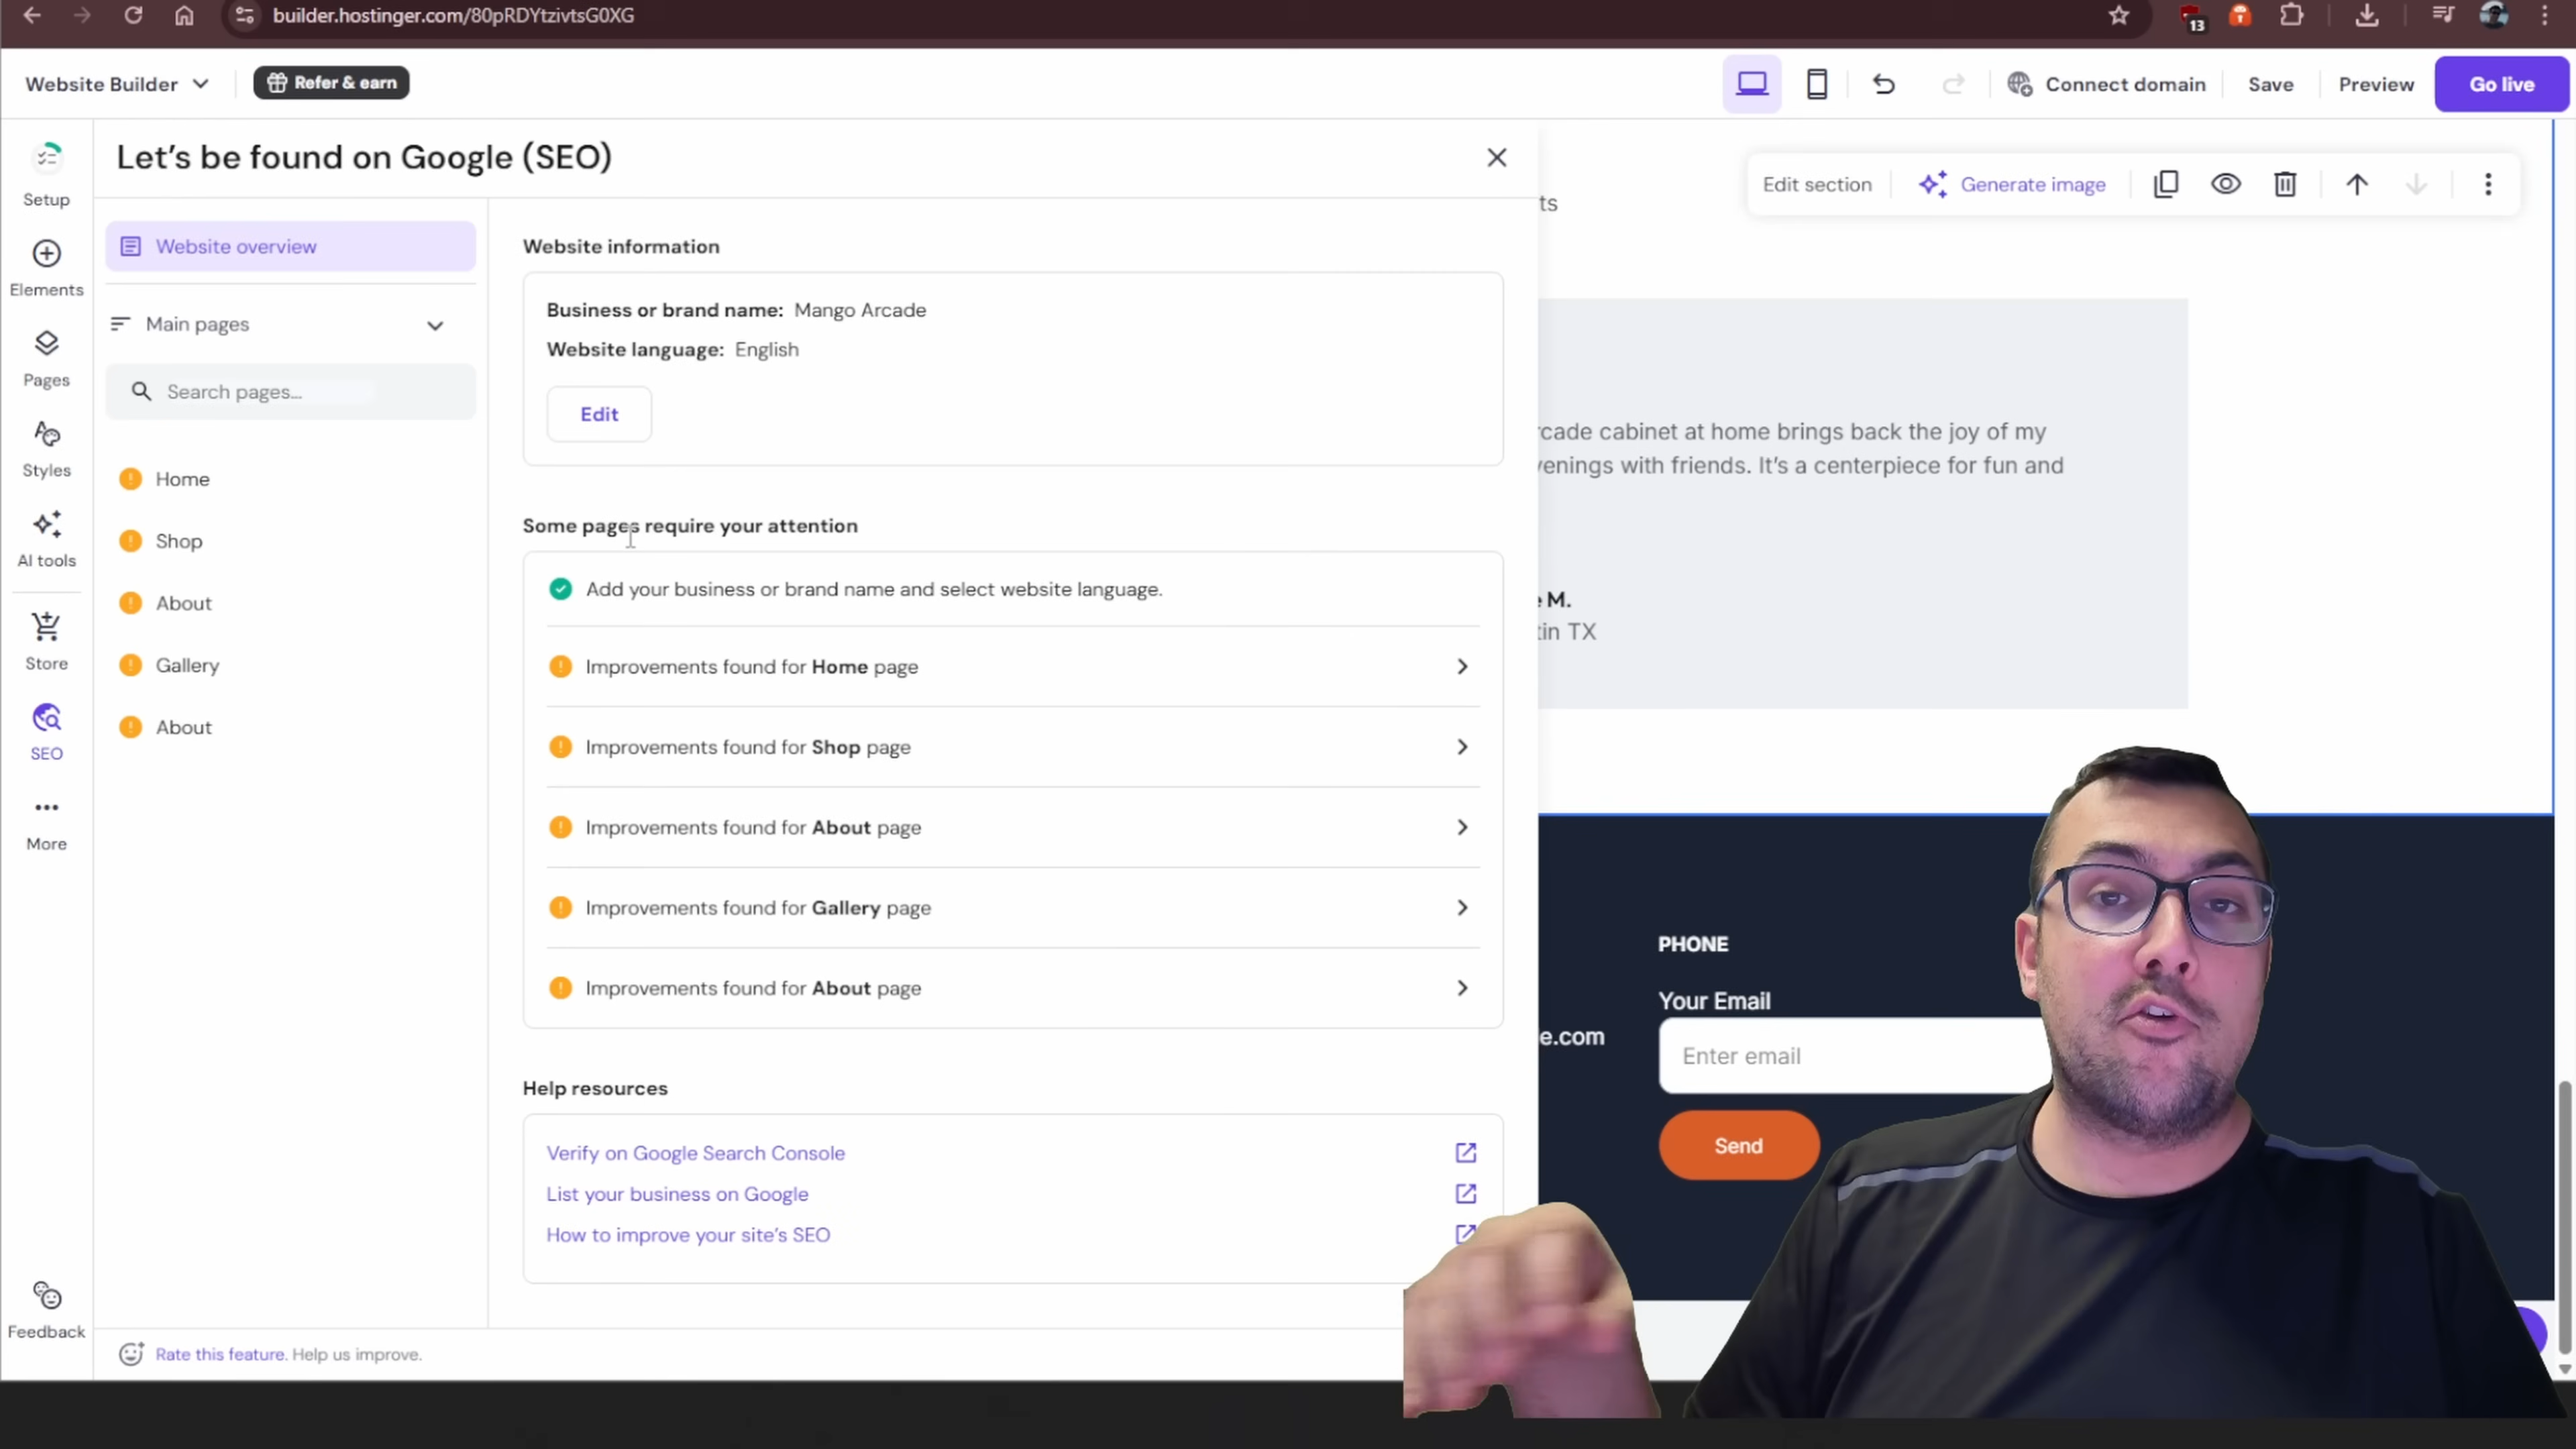 builder.hostinger.com/80pRDYtzivtsG0XG
13
Website Builder
Refer & earn
Connect domain
Save
Preview
Go live
Let's be found on Google (SEO)
Setup
Elements
Pages
Styles
AI tools
Store
SEO
More
Feedback
Website overview
Main pages
Search pages...
Home
Shop
About
Gallery
About
Website information
Business or brand name: Mango Arcade
Website language: English
Edit
Some pages require your attention
Add your business or brand name and select website language.
Improvements found for Home page
Improvements found for Shop page
Improvements found for About page
Improvements found for Gallery page
Improvements found for About page
Help resources
Verify on Google Search Console
List your business on Google
How to improve your site's SEO
Rate this feature. Help us improve.
Edit section
Generate image
ts
rcade cabinet at home brings back the joy of my
venings with friends. It's a centerpiece for fun and
M.
tin TX
PHONE
Your Email
e.com
Enter email
Send